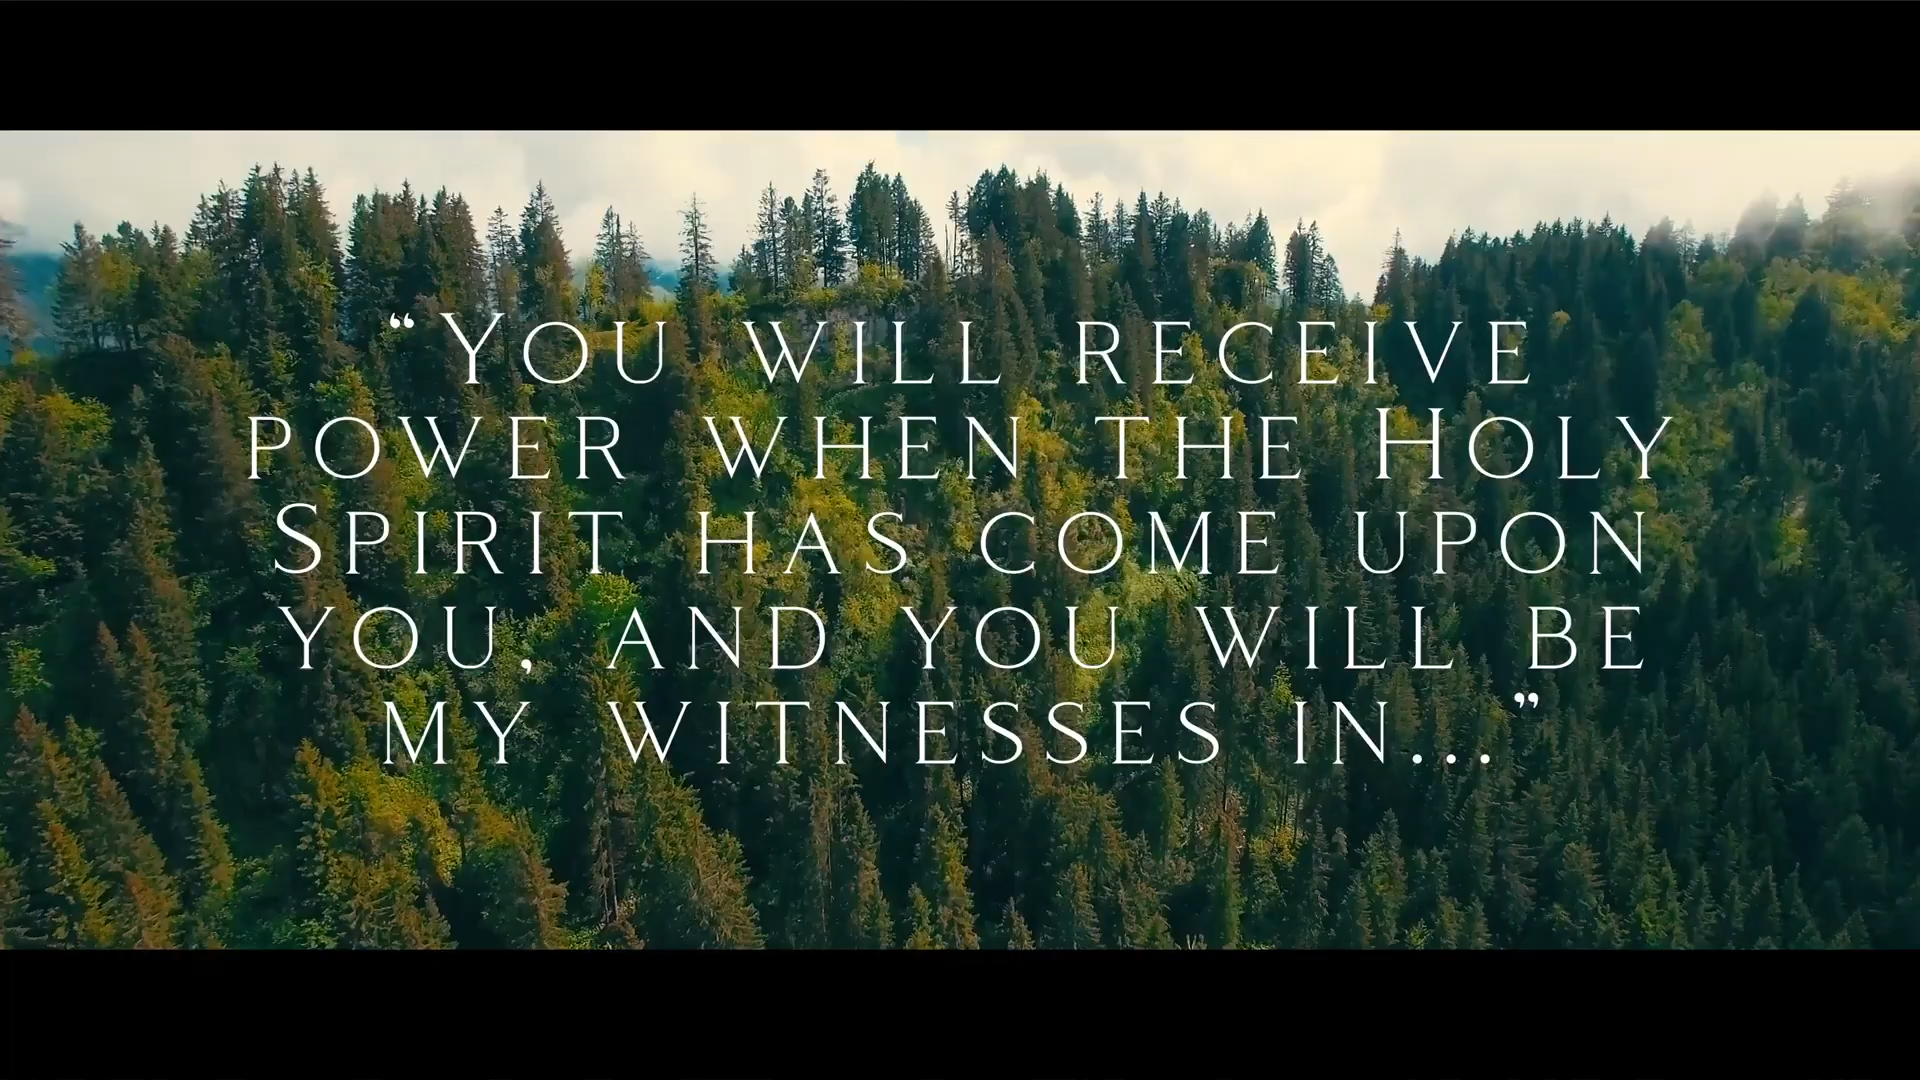 “You will receive
power when the Holy
Spirit has come upon
you, and you will be
my witnesses in...”